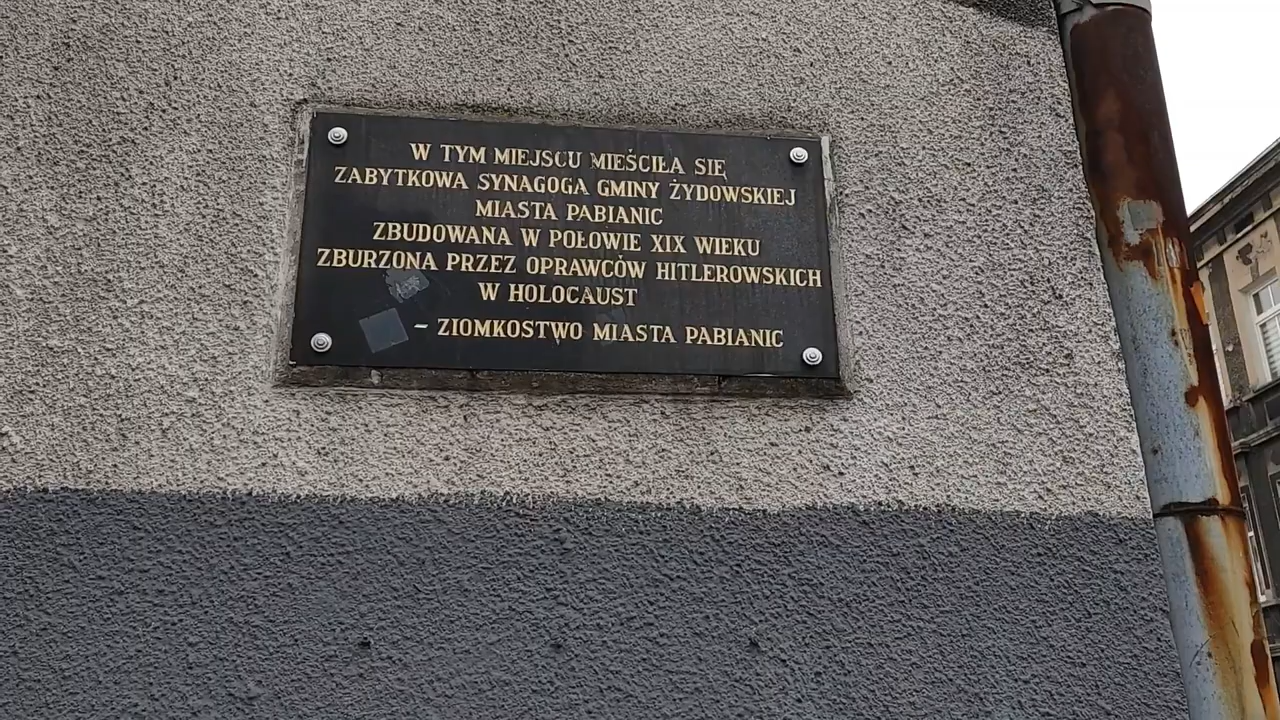 W TYM MIEJSCU MIEŚCIŁA SIĘ
ZABYTKOWA SYNAGOGA GMINY ŻYDOWSKIEJ
MIASTA PABIANIC
ZBUDOWANA W POŁOWIE XIX WIEKU
ZBURZONA PRZEZ OPRAWCÓW HITLEROWSKICH
W HOLOCAUST
– ZIOMKOSTWO MIASTA PABIANIC